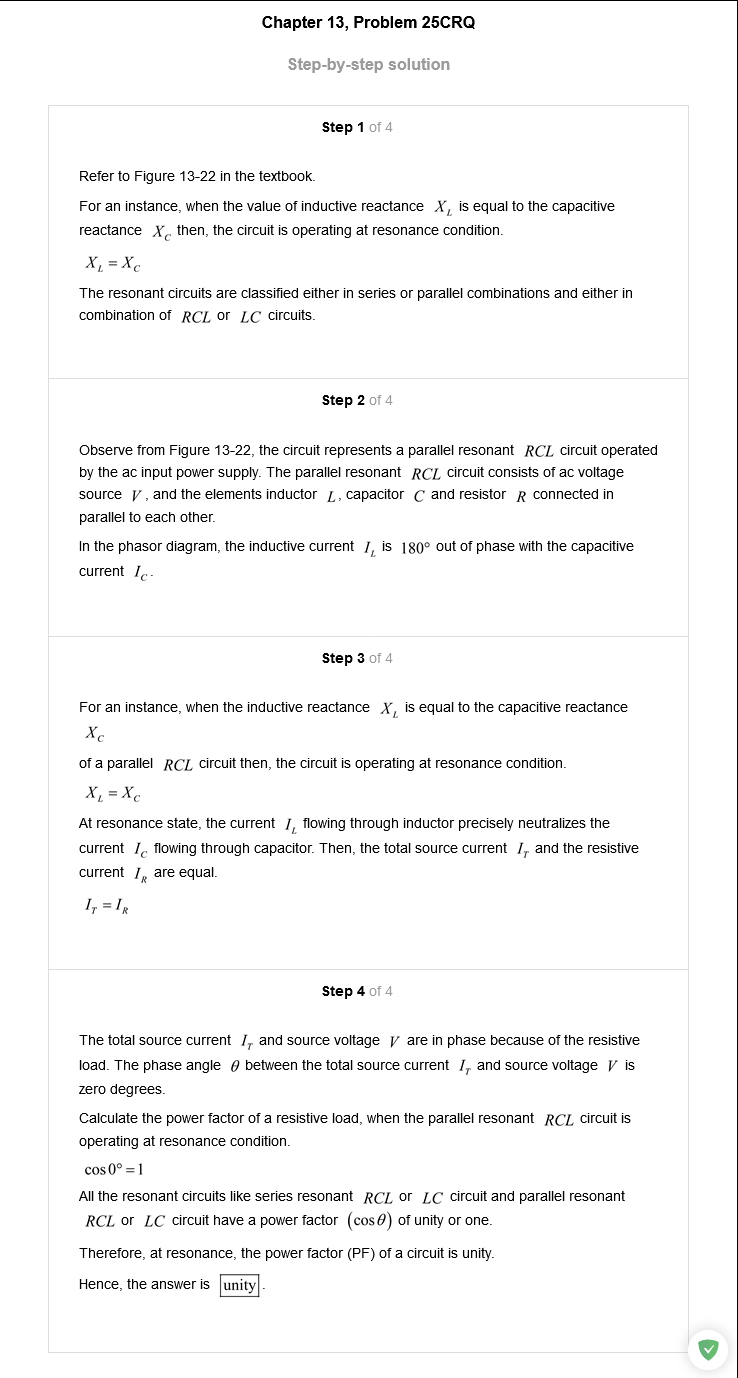 Chapter 13, Problem 25CRQ
Step-by-step solution
Step 1 of 4
Refer to Figure 13-22 in the textbook.
For an instance, when the value of inductive reactance X_L is equal to the capacitive
reactance X_C then, the circuit is operating at resonance condition.
X_L = X_C
The resonant circuits are classified either in series or parallel combinations and either in
combination of RCL or LC circuits.
Step 2 of 4
Observe from Figure 13-22, the circuit represents a parallel resonant RCL circuit operated
by the ac input power supply. The parallel resonant RCL circuit consists of ac voltage
source V, and the elements inductor L, capacitor C and resistor R connected in
parallel to each other.
In the phasor diagram, the inductive current I_L is 180° out of phase with the capacitive
current I_C.
Step 3 of 4
For an instance, when the inductive reactance X_L is equal to the capacitive reactance
X_C
of a parallel RCL circuit then, the circuit is operating at resonance condition.
X_L = X_C
At resonance state, the current I_L flowing through inductor precisely neutralizes the
current I_C flowing through capacitor. Then, the total source current I_T and the resistive
current I_R are equal.
I_T = I_R
Step 4 of 4
The total source current I_T and source voltage V are in phase because of the resistive
load. The phase angle θ between the total source current I_T and source voltage V is
zero degrees.
Calculate the power factor of a resistive load, when the parallel resonant RCL circuit is
operating at resonance condition.
cos 0° = 1
All the resonant circuits like series resonant RCL or LC circuit and parallel resonant
RCL or LC circuit have a power factor (cos θ) of unity or one.
Therefore, at resonance, the power factor (PF) of a circuit is unity.
Hence, the answer is unity.